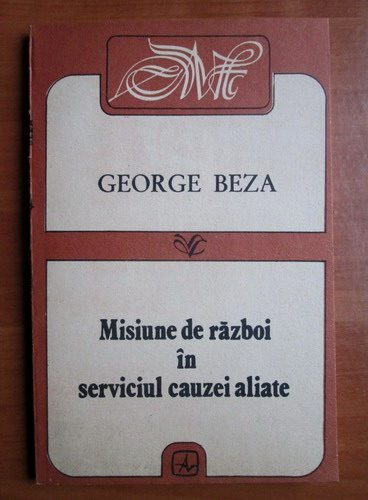 GEORGE BEZA
Misiune de război
în
serviciul cauzei aliate